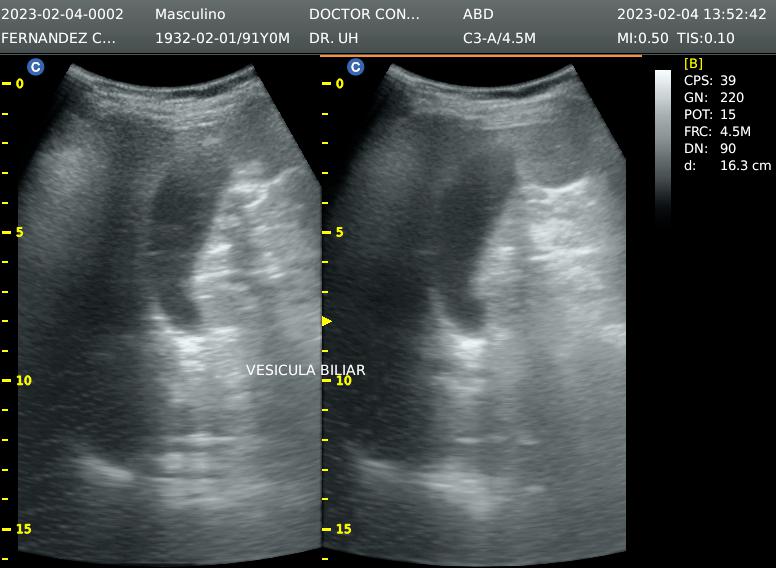 2023-02-04-0002 Masculino DOCTOR CON... ABD 2023-02-04 13:52:42
FERNANDEZ C... 1932-02-01/91Y0M DR. UH C3-A/4.5M MI:0.50 TIS:0.10
C
C
[B]
CPS: 39
GN: 220
POT: 15
FRC: 4.5M
DN: 90
d: 16.3 cm
0
5
10
15
0
5
10
15
VESICULA BILIAR